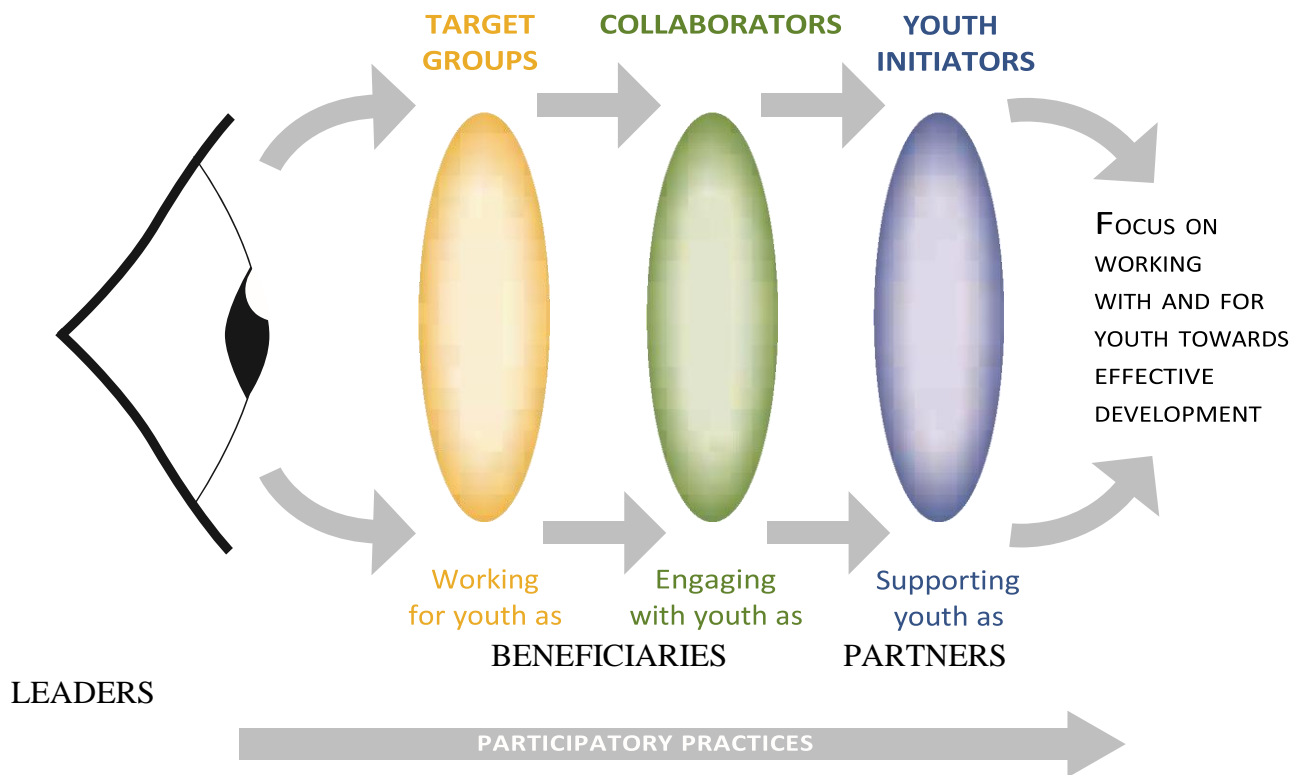 TARGET
GROUPS
COLLABORATORS
YOUTH
INITIATORS
FOCUS ON
WORKING
WITH AND FOR
YOUTH TOWARDS
EFFECTIVE
DEVELOPMENT
Working
for youth as
Engaging
with youth as
Supporting
youth as
BENEFICIARIES PARTNERS
LEADERS
PARTICIPATORY PRACTICES